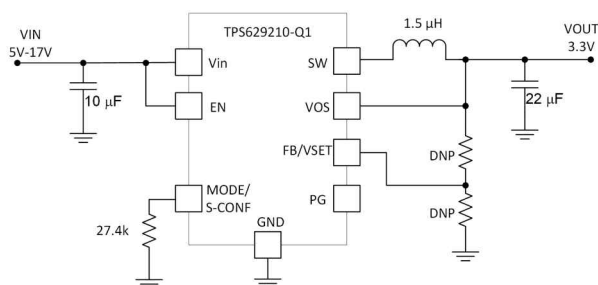 VIN
5V-17V
TPS629210-Q1
1.5 µH
VOUT
3.3V
Vin
SW
10 µF
EN
VOS
22 µF
FB/VSET
DNP
MODE/
S-CONF
PG
DNP
27.4k
GND